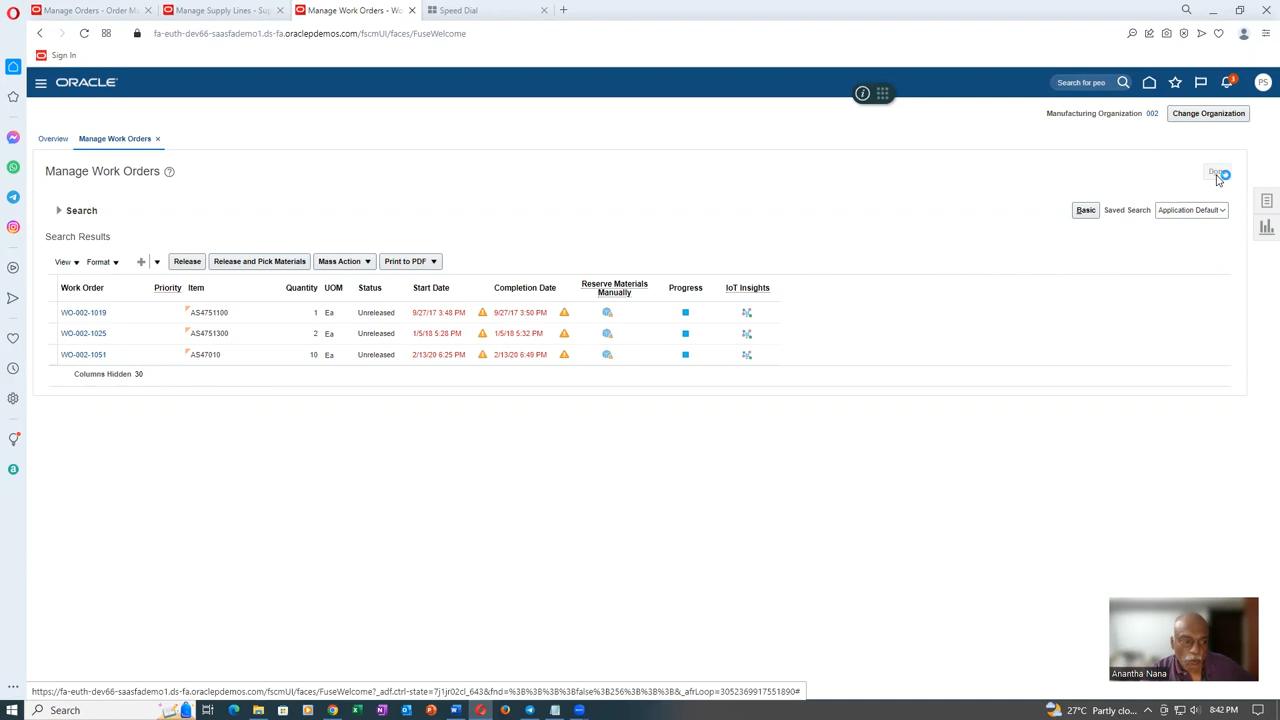 Manage Orders - Order M
Manage Supply Lines - Sup
Manage Work Orders - Wo
Speed Dial
fa-euth-dev66-saasfademo1.ds-fa.oraclepdemos.com/fscmUI/faces/FuseWelcome
Sign In
ORACLE
Search for peo
3
PS
Manufacturing Organization 002 Change Organization
Overview Manage Work Orders
Manage Work Orders
Search
Basic Saved Search Application Default
Search Results
View Format Release Release and Pick Materials Mass Action Print to PDF
Work Order Priority Item Quantity UOM Status Start Date Completion Date Reserve Materials Manually Progress IoT Insights
WO-002-1019 AS4751100 1 Ea Unreleased 9/27/17 3:48 PM 9/27/17 3:50 PM
WO-002-1025 AS4751300 2 Ea Unreleased 1/5/18 5:28 PM 1/5/18 5:32 PM
WO-002-1051 AS47010 10 Ea Unreleased 2/13/20 6:25 PM 2/13/20 6:49 PM
Columns Hidden 30
Anantha Nana
https://fa-euth-dev66-saasfademo1.ds-fa.oraclepdemos.com/fscmUI/faces/FuseWelcome?_adf.ctrl-state=7j1jr02cl_643&fnd=%3B%3B%3B%3Bfalse%3B256%3B%3B%3B&_afrLoop=3052369917551890#
Search
27°C Partly clo...
8:42 PM